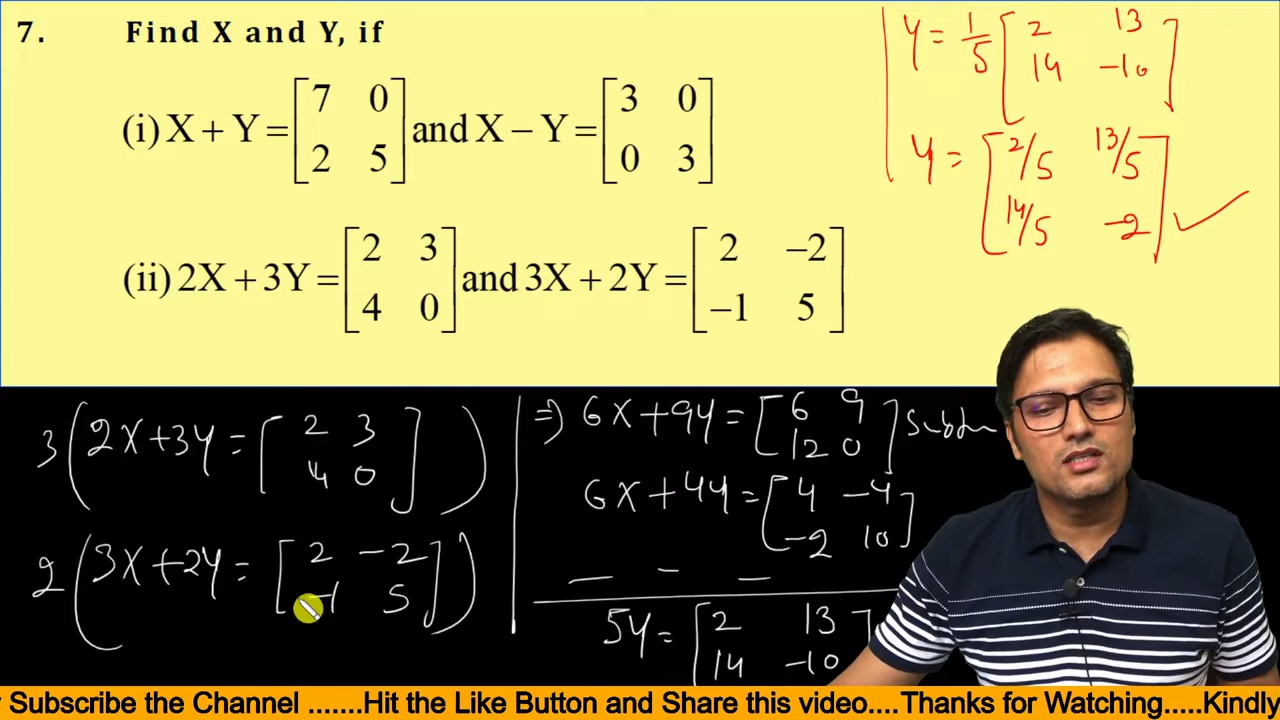 7. Find X and Y, if
(i) X + Y = [7 0; 2 5] and X − Y = [3 0; 0 3]
(ii) 2X + 3Y = [2 3; 4 0] and 3X + 2Y = [2 −2; −1 5]
y = 1/5 [2 13; 14 -10]
y = [2/5 13/5; 14/5 -2] ✓
3(2X+3y = [2 3; 4 0])
2(3X+2y = [2 -2; -1 5])
⇒ 6X+9y = [6 9; 12 0]
6X+4y = [4 -4; -2 10]
— — —
5y = [2 13; 14 -10]
Subscribe the Channel .......Hit the Like Button and Share this video....Thanks for Watching.....Kindly